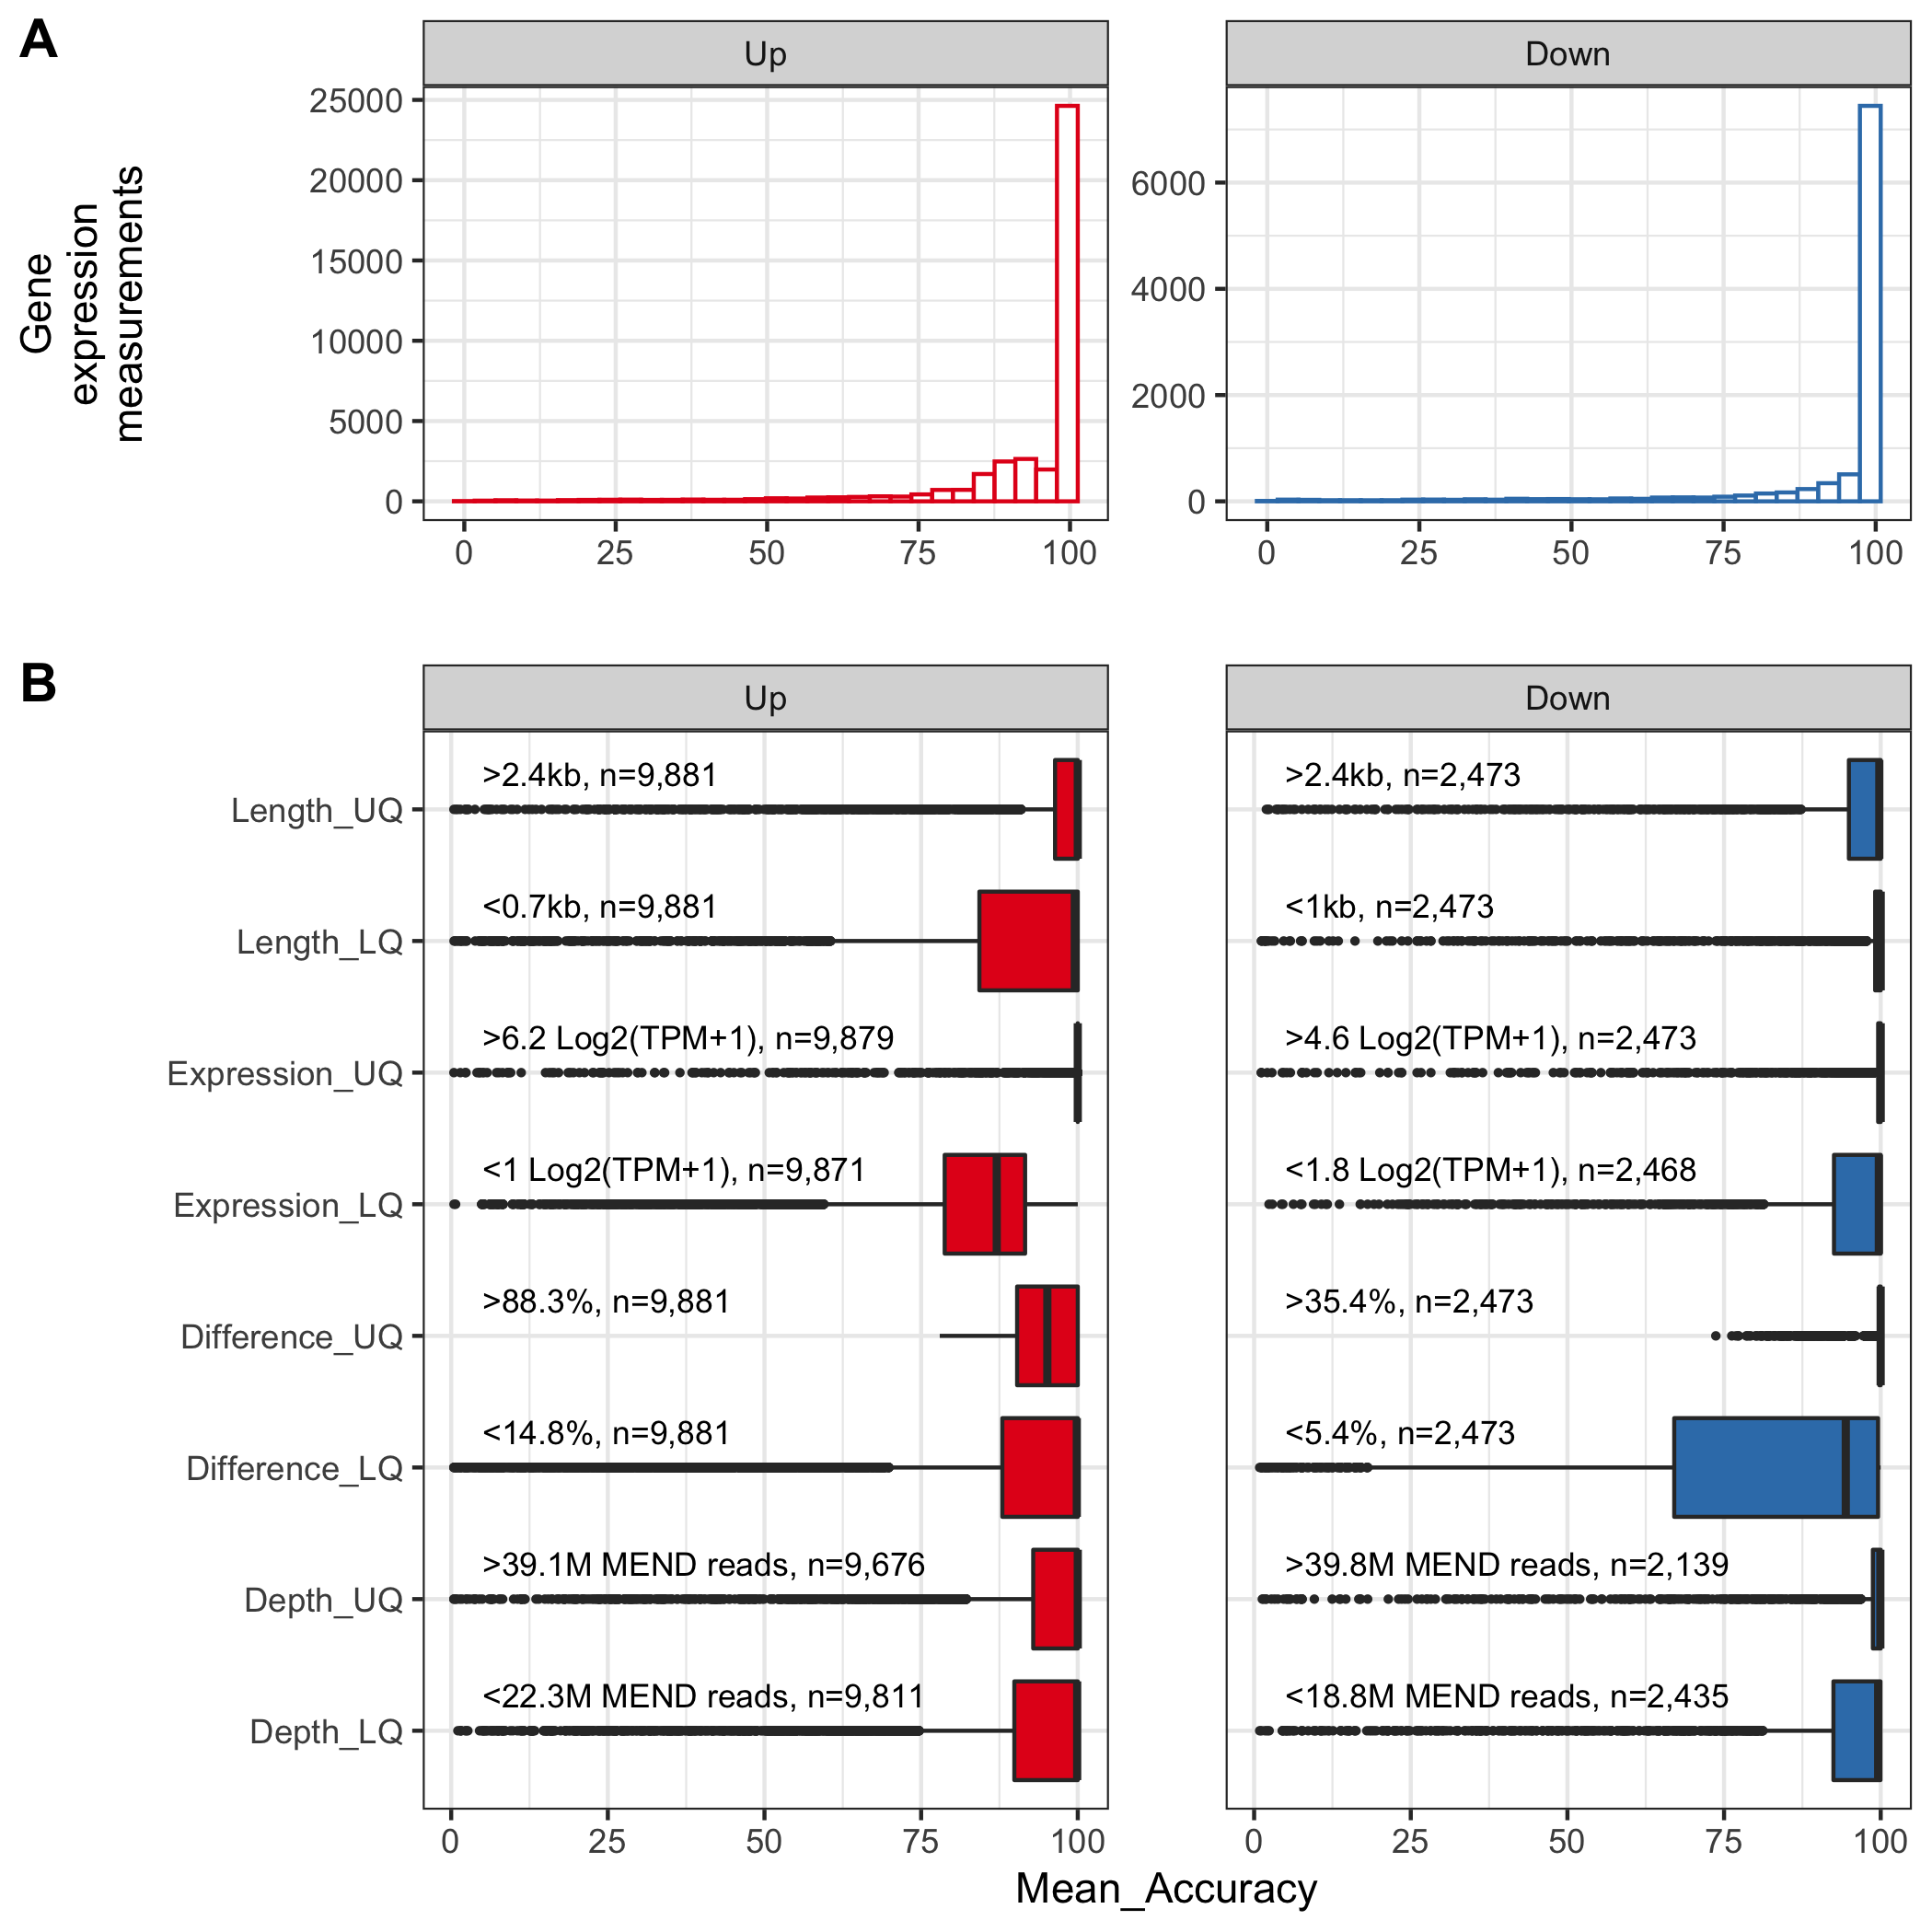 A
Up
Down
Gene
expression
measurements
25000
20000
15000
10000
5000
0
6000
4000
2000
0
0 25 50 75 100
0 25 50 75 100
B
Up
Down
Length_UQ
>2.4kb, n=9,881
>2.4kb, n=2,473
Length_LQ
<0.7kb, n=9,881
<1kb, n=2,473
Expression_UQ
>6.2 Log2(TPM+1), n=9,879
>4.6 Log2(TPM+1), n=2,473
Expression_LQ
<1 Log2(TPM+1), n=9,871
<1.8 Log2(TPM+1), n=2,468
Difference_UQ
>88.3%, n=9,881
>35.4%, n=2,473
Difference_LQ
<14.8%, n=9,881
<5.4%, n=2,473
Depth_UQ
>39.1M MEND reads, n=9,676
>39.8M MEND reads, n=2,139
Depth_LQ
<22.3M MEND reads, n=9,811
<18.8M MEND reads, n=2,435
0 25 50 75 100
0 25 50 75 100
Mean_Accuracy